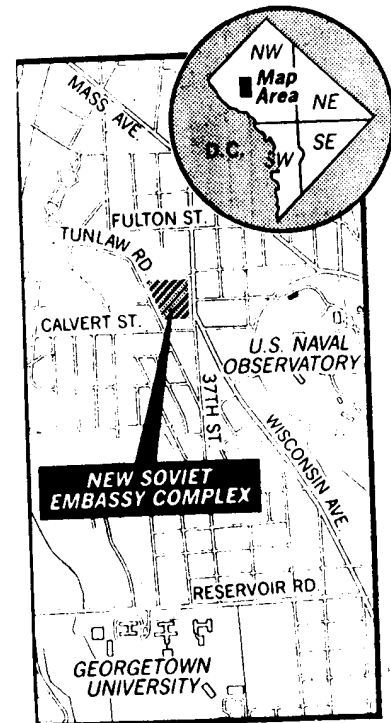 NW
Map
Area
NE
D.C.
SW
SE
MASS. AVE.
FULTON ST.
TUNLAW RD
CALVERT ST.
U.S. NAVAL
OBSERVATORY
37TH ST.
WISCONSIN AVE.
NEW SOVIET
EMBASSY COMPLEX
RESERVOIR RD
GEORGETOWN
UNIVERSITY